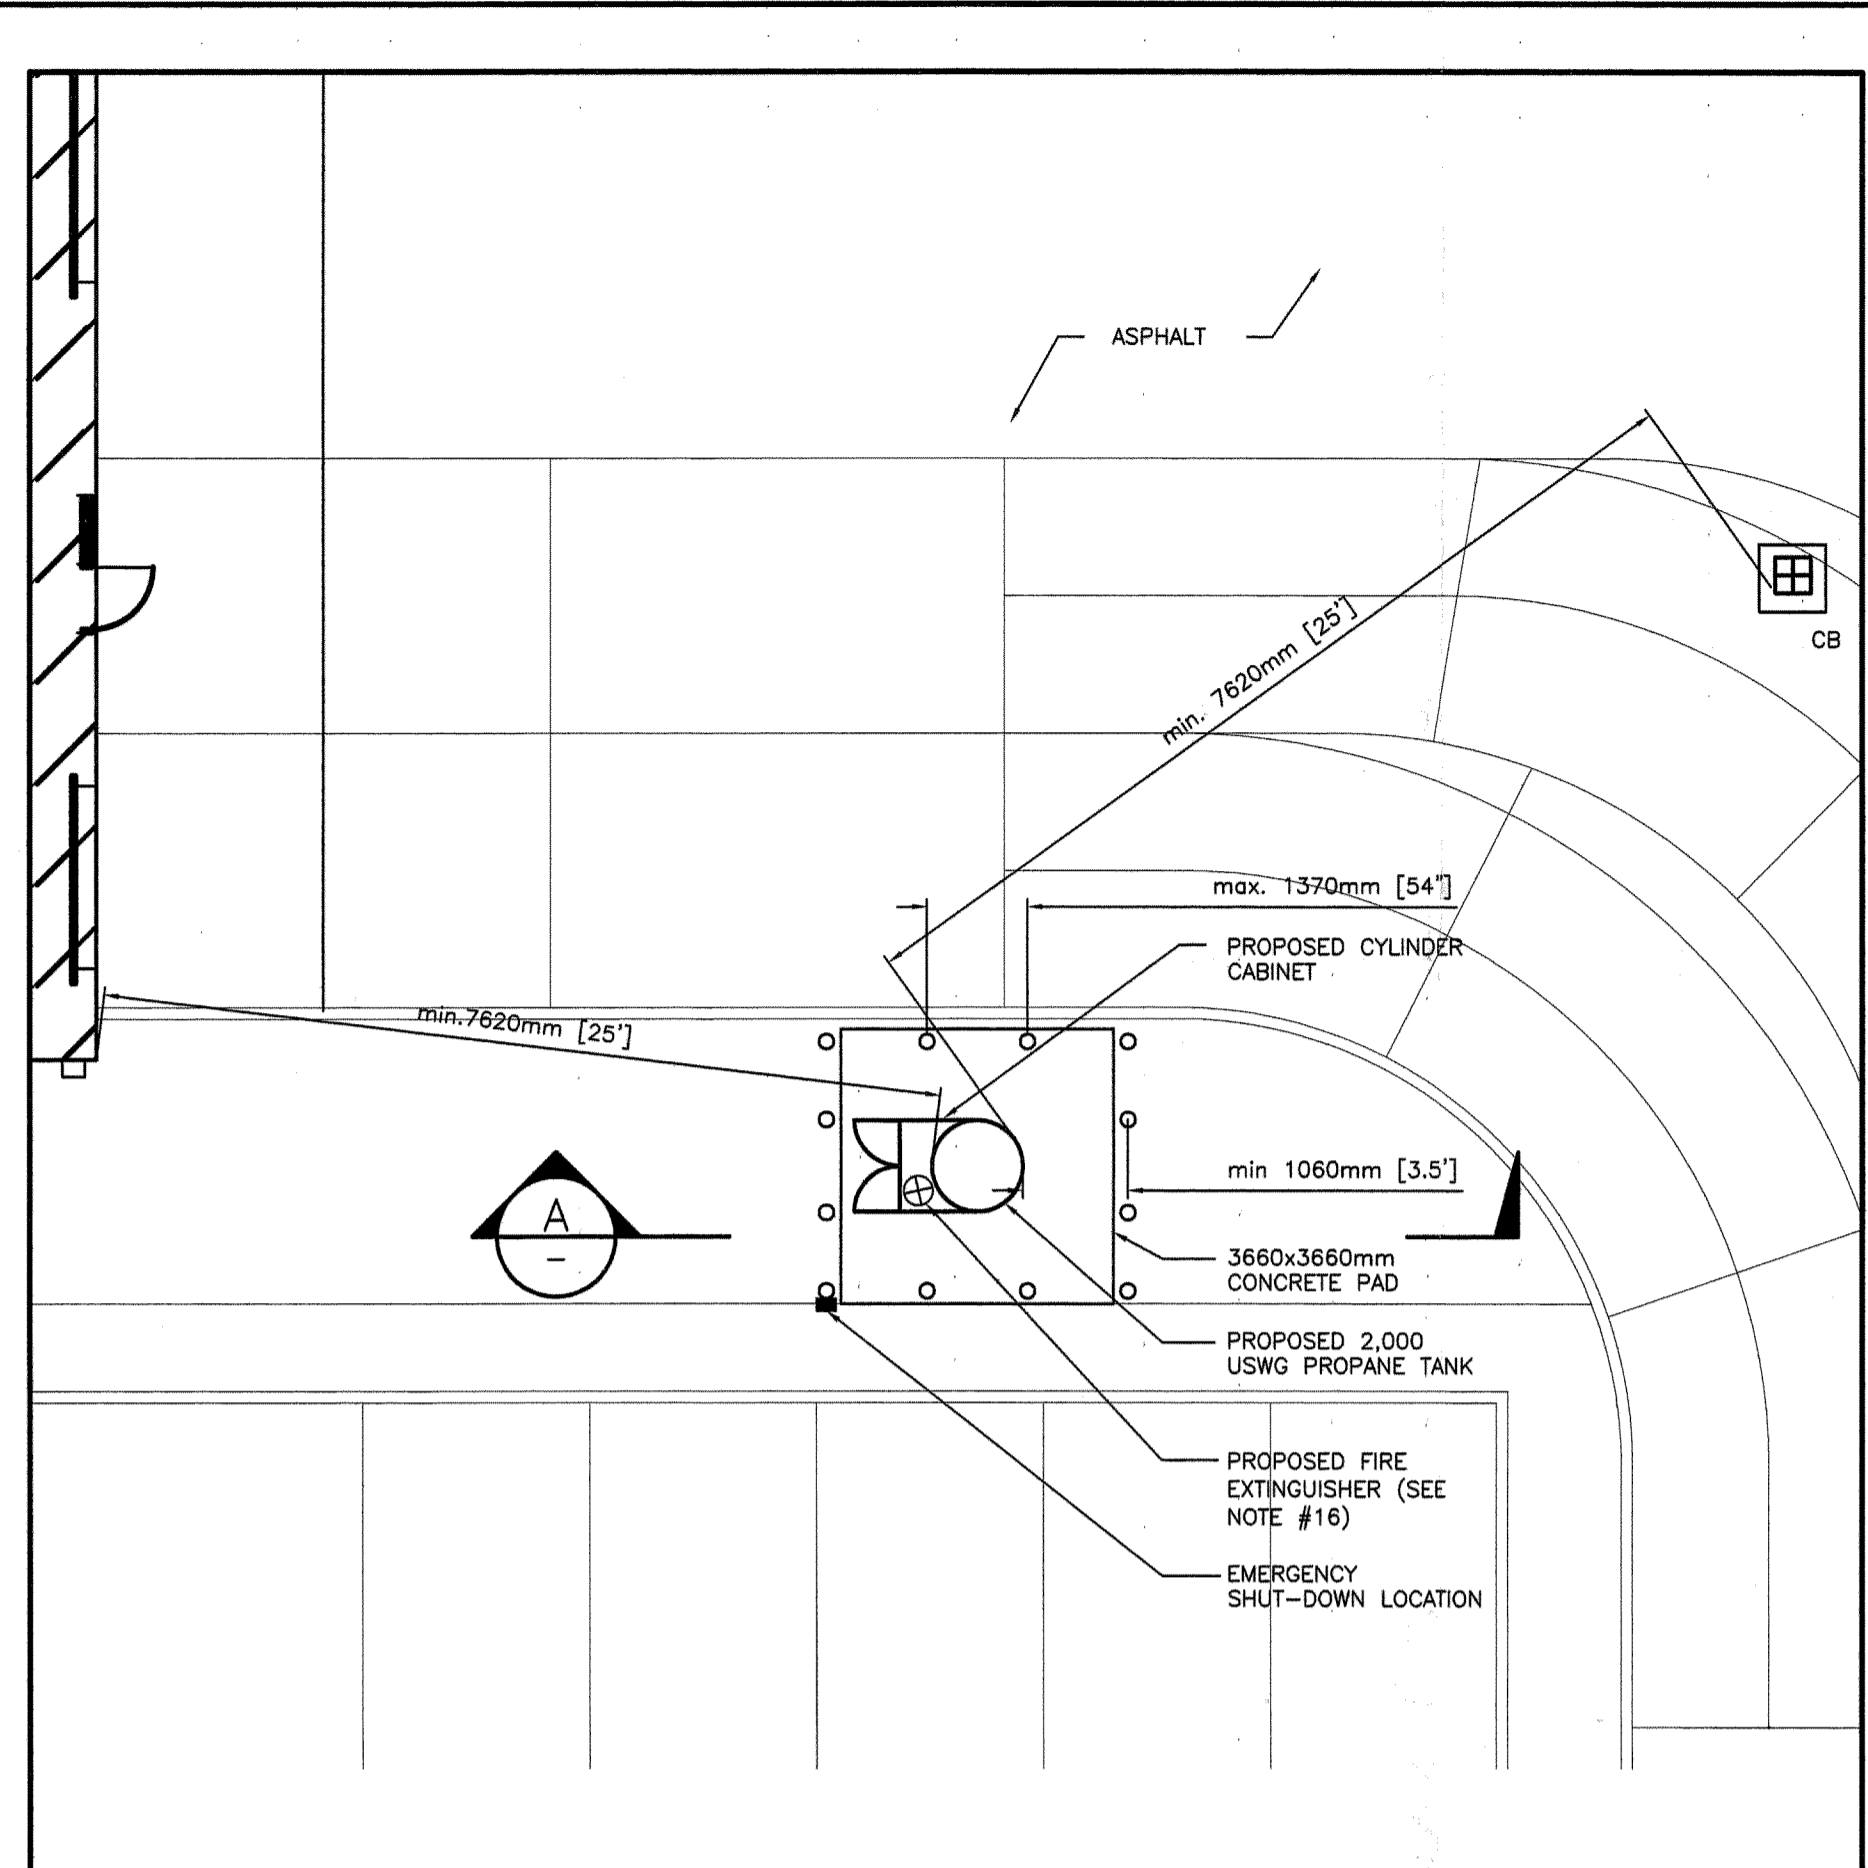 ASPHALT
min. 7620mm [25']
CB
max. 1370mm [54"]
PROPOSED CYLINDER
CABINET
min.7620mm [25']
min 1060mm [3.5']
A
-
3660x3660mm
CONCRETE PAD
PROPOSED 2,000
USWG PROPANE TANK
PROPOSED FIRE
EXTINGUISHER (SEE
NOTE #16)
EMERGENCY
SHUT-DOWN LOCATION